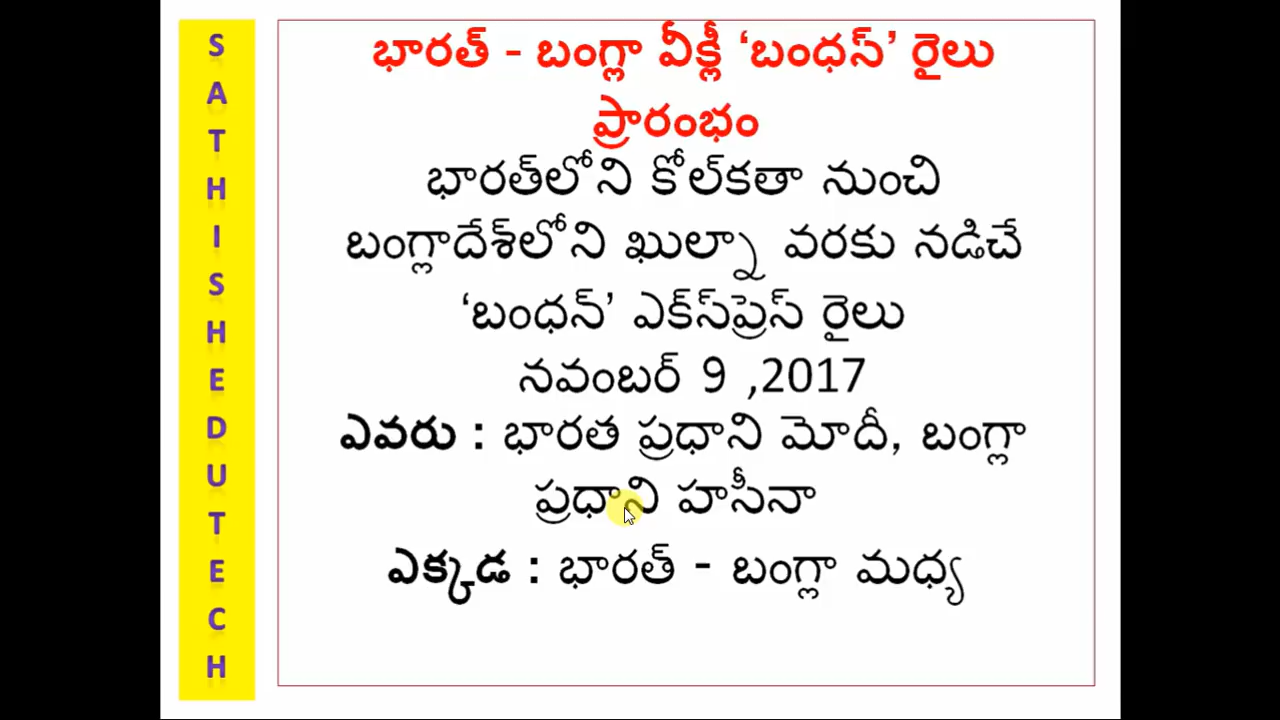 SATHISHEDUTECH
భారత్ - బంగ్లా వీక్లీ ‘బంధన్’ రైలు
ప్రారంభం
భారత్‌లోని కోల్‌కతా నుంచి
బంగ్లాదేశ్‌లోని ఖుల్నా వరకు నడిచే
‘బంధన్’ ఎక్స్‌ప్రెస్ రైలు
నవంబర్ 9 ,2017
ఎవరు : భారత ప్రధాని మోదీ, బంగ్లా
ప్రధాని హసీనా
ఎక్కడ : భారత్ - బంగ్లా మధ్య